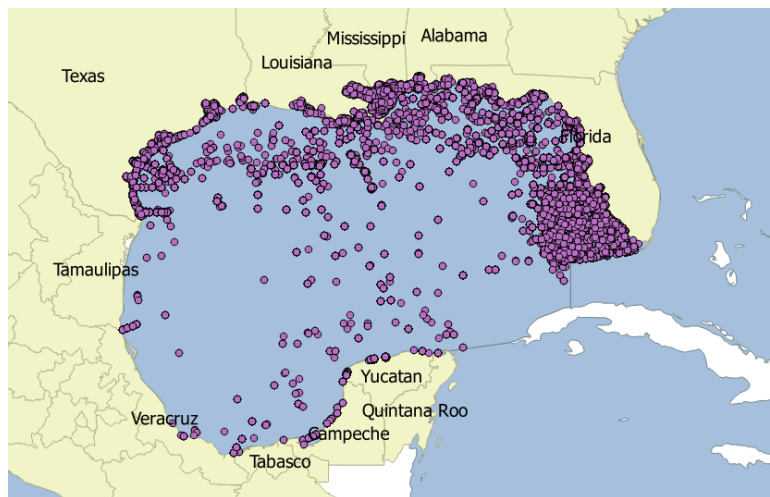 Mississippi
Alabama
Louisiana
Texas
Florida
Tamaulipas
Yucatan
Quintana Roo
Veracruz
Campeche
Tabasco